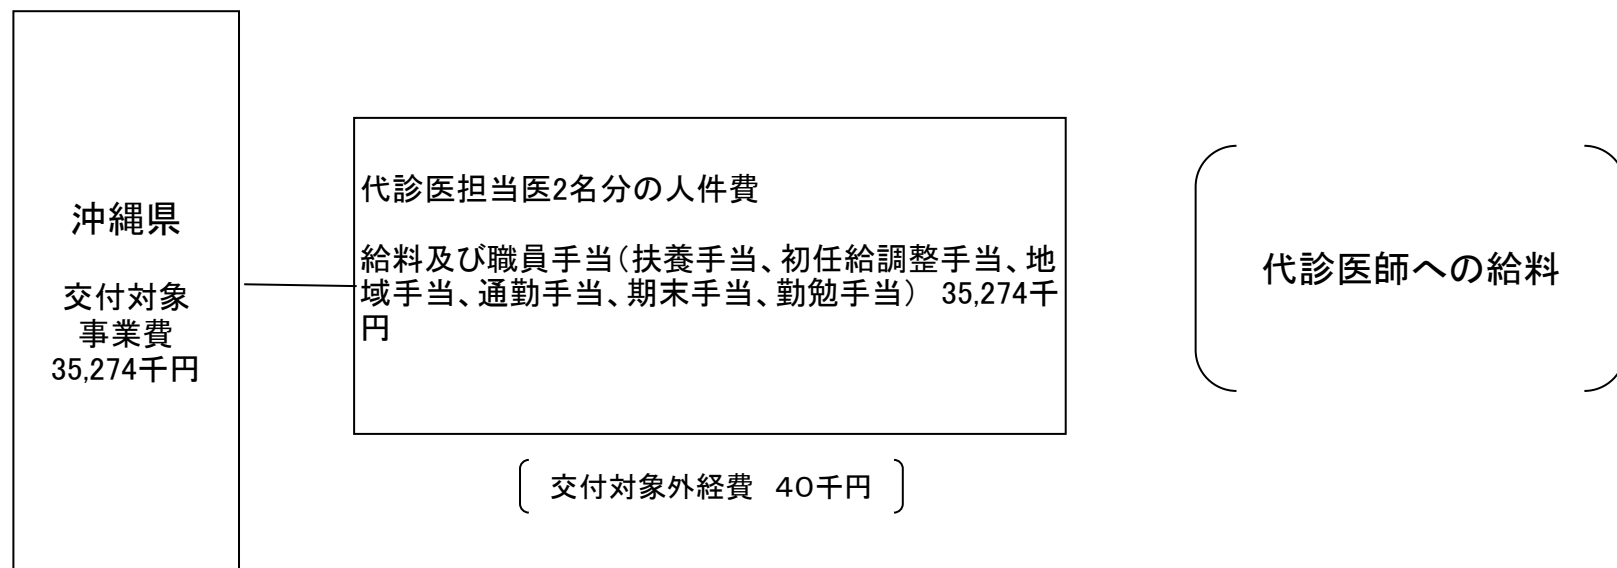 沖縄県
交付対象
事業費
35,274千円
代診医担当医2名分の人件費
給料及び職員手当（扶養手当、初任給調整手当、地
域手当、通勤手当、期末手当、勤勉手当）　35,274千
円
交付対象外経費　４０千円
代診医師への給料